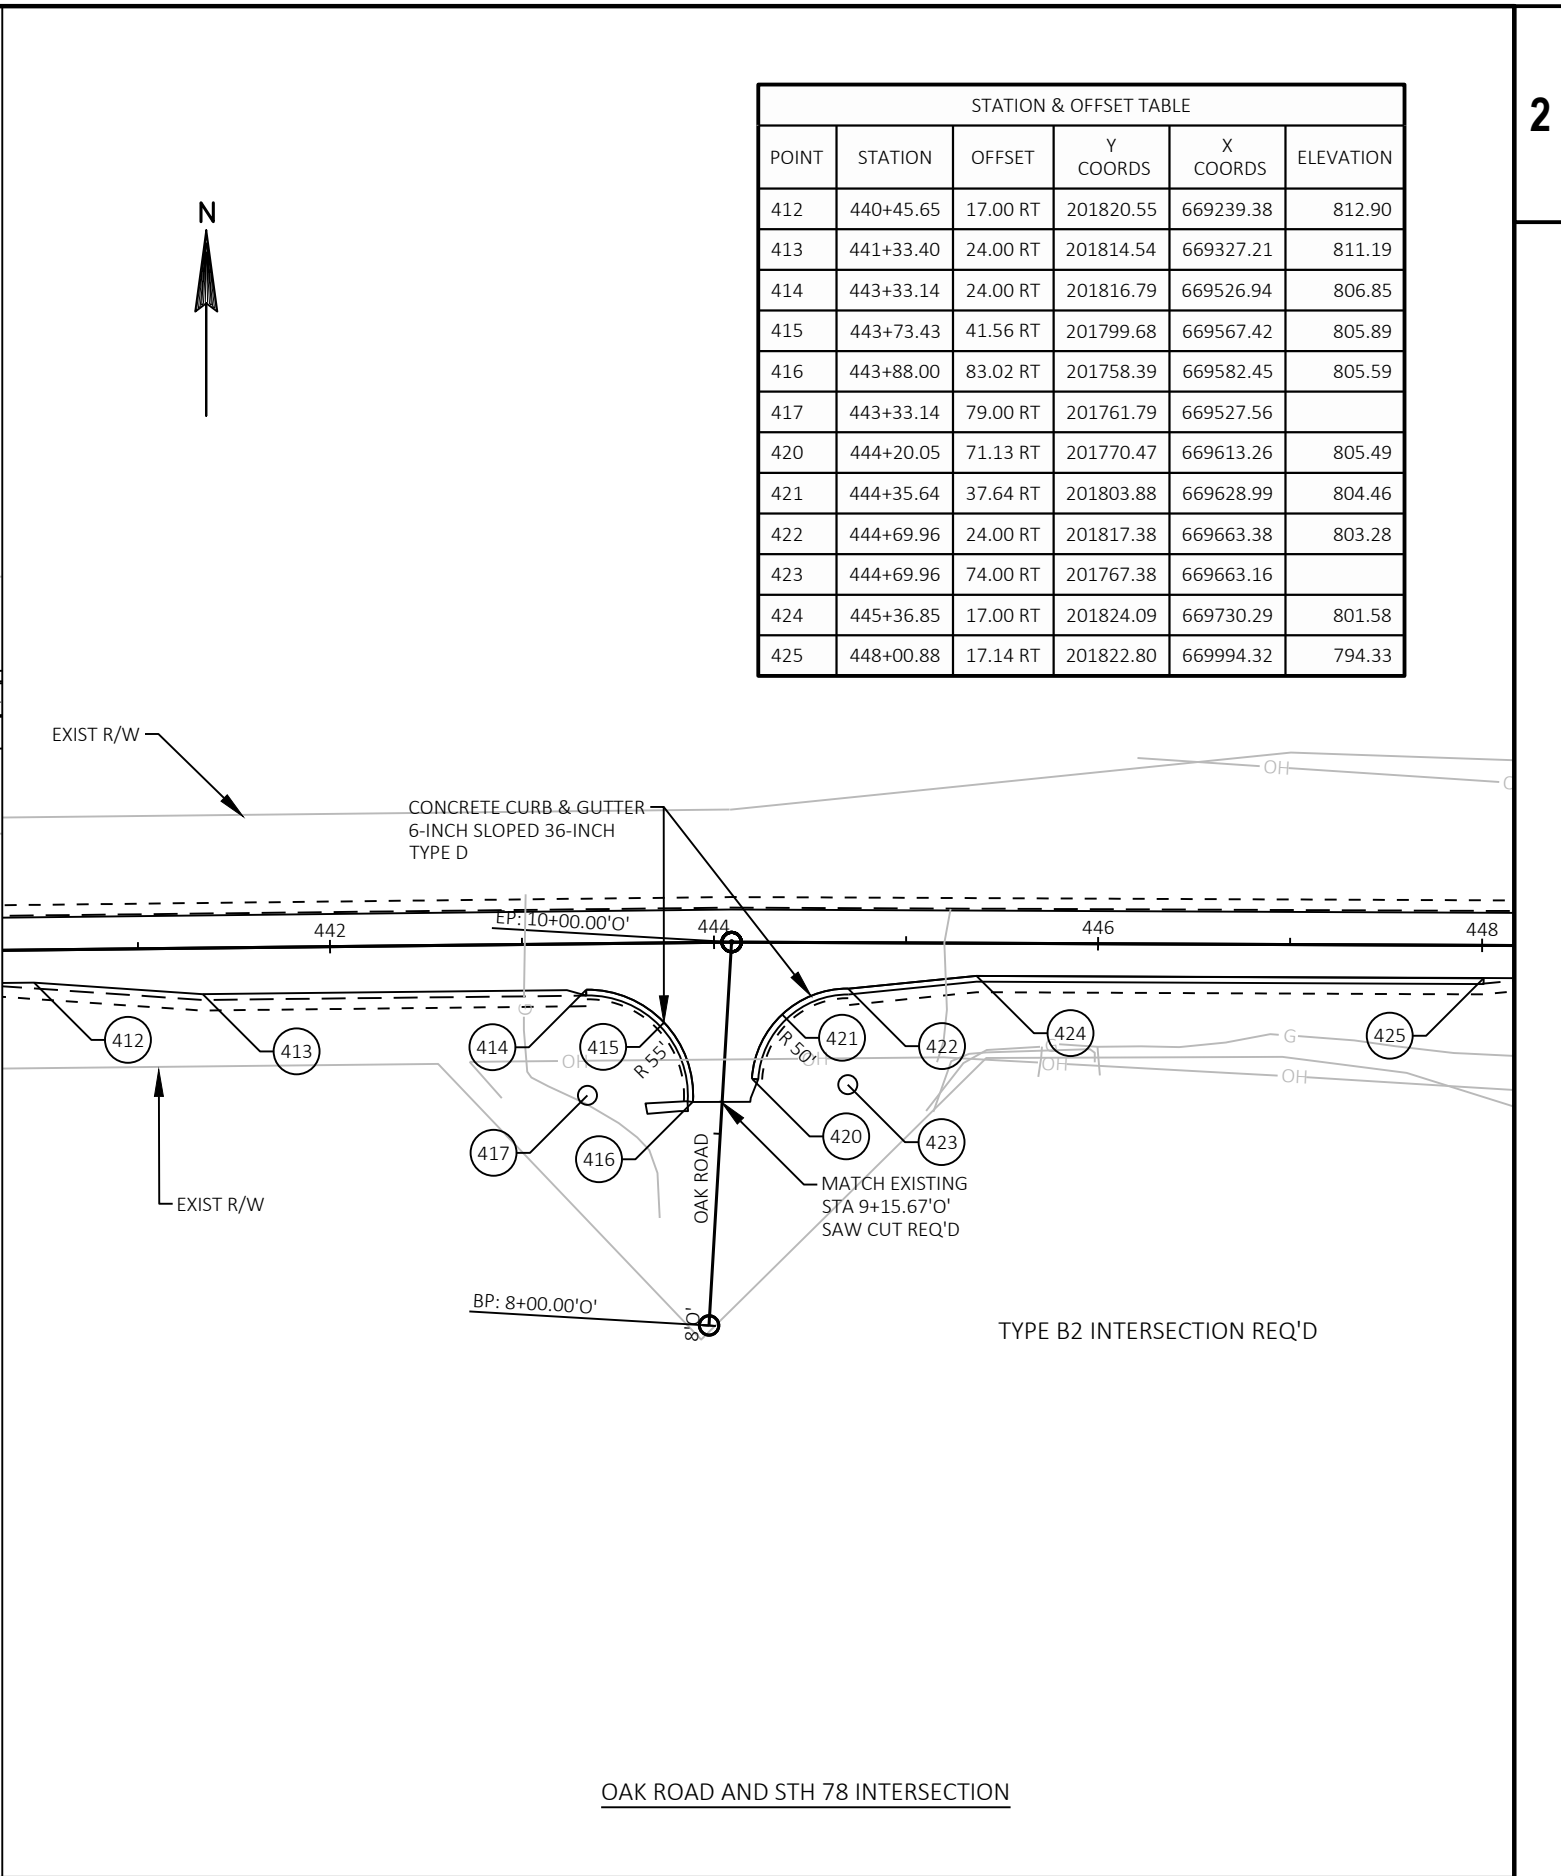 2
STATION & OFFSET TABLE
POINT STATION OFFSET Y COORDS X COORDS ELEVATION
412 440+45.65 17.00 RT 201820.55 669239.38 812.90
413 441+33.40 24.00 RT 201814.54 669327.21 811.19
414 443+33.14 24.00 RT 201816.79 669526.94 806.85
415 443+73.43 41.56 RT 201799.68 669567.42 805.89
416 443+88.00 83.02 RT 201758.39 669582.45 805.59
417 443+33.14 79.00 RT 201761.79 669527.56
420 444+20.05 71.13 RT 201770.47 669613.26 805.49
421 444+35.64 37.64 RT 201803.88 669628.99 804.46
422 444+69.96 24.00 RT 201817.38 669663.38 803.28
423 444+69.96 74.00 RT 201767.38 669663.16
424 445+36.85 17.00 RT 201824.09 669730.29 801.58
425 448+00.88 17.14 RT 201822.80 669994.32 794.33
N
EXIST R/W
OH
CONCRETE CURB & GUTTER
6-INCH SLOPED 36-INCH
TYPE D
EP: 10+00.00'O'
442
444
446
448
G
412
413
414
415
R 55'
OH
R 50'
OH
421
422
424
OH
G
425
OH
417
416
420
423
OAK ROAD
MATCH EXISTING
STA 9+15.67'O'
SAW CUT REQ'D
EXIST R/W
BP: 8+00.00'O'
8'O'
TYPE B2 INTERSECTION REQ'D
OAK ROAD AND STH 78 INTERSECTION